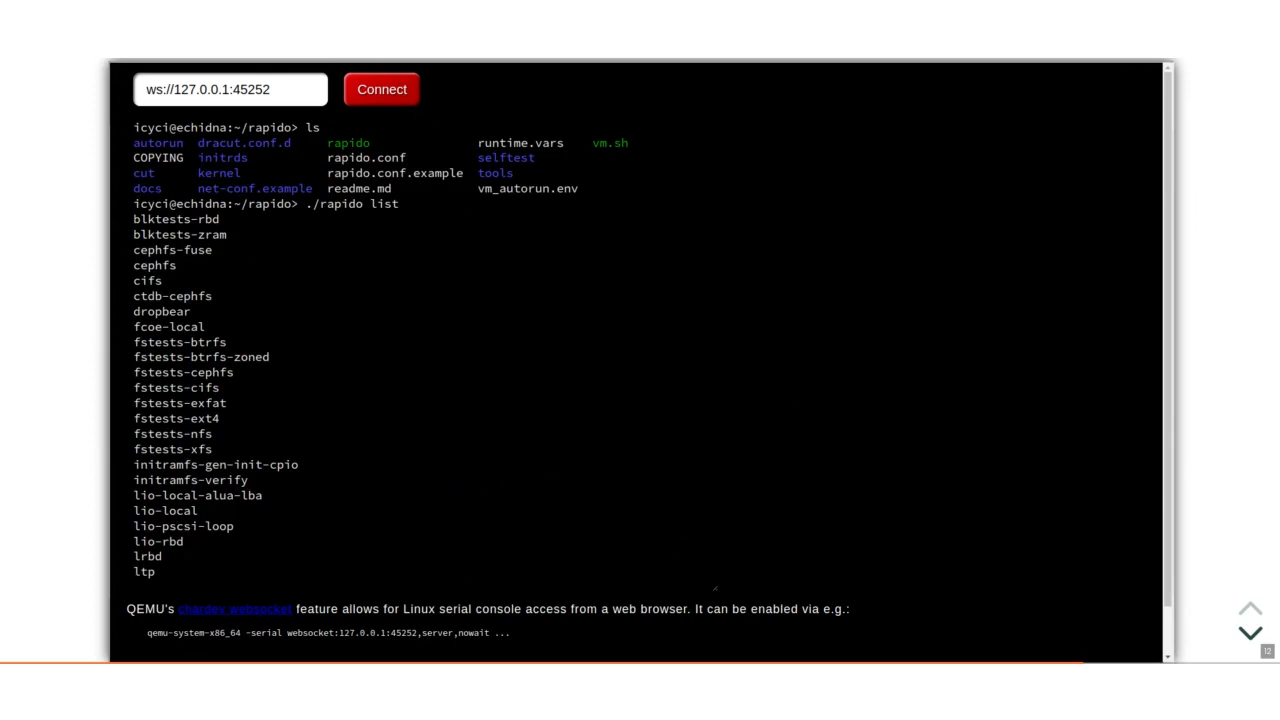 ws://127.0.0.1:45252 Connect
icyci@echidna:~/rapido> ls
autorun dracut.conf.d rapido runtime.vars vm.sh
COPYING initrds rapido.conf selftest
cut kernel rapido.conf.example tools
docs net-conf.example readme.md vm_autorun.env
icyci@echidna:~/rapido> ./rapido list
blktests-rbd
blktests-zram
cephfs-fuse
cephfs
cifs
ctdb-cephfs
dropbear
fcoe-local
fstests-btrfs
fstests-btrfs-zoned
fstests-cephfs
fstests-cifs
fstests-exfat
fstests-ext4
fstests-nfs
fstests-xfs
initramfs-gen-init-cpio
initramfs-verify
lio-local-alua-lba
lio-local
lio-pscsi-loop
lio-rbd
lrbd
ltp
QEMU's chardev websocket feature allows for Linux serial console access from a web browser. It can be enabled via e.g.:
qemu-system-x86_64 -serial websocket:127.0.0.1:45252,server,nowait ...
12